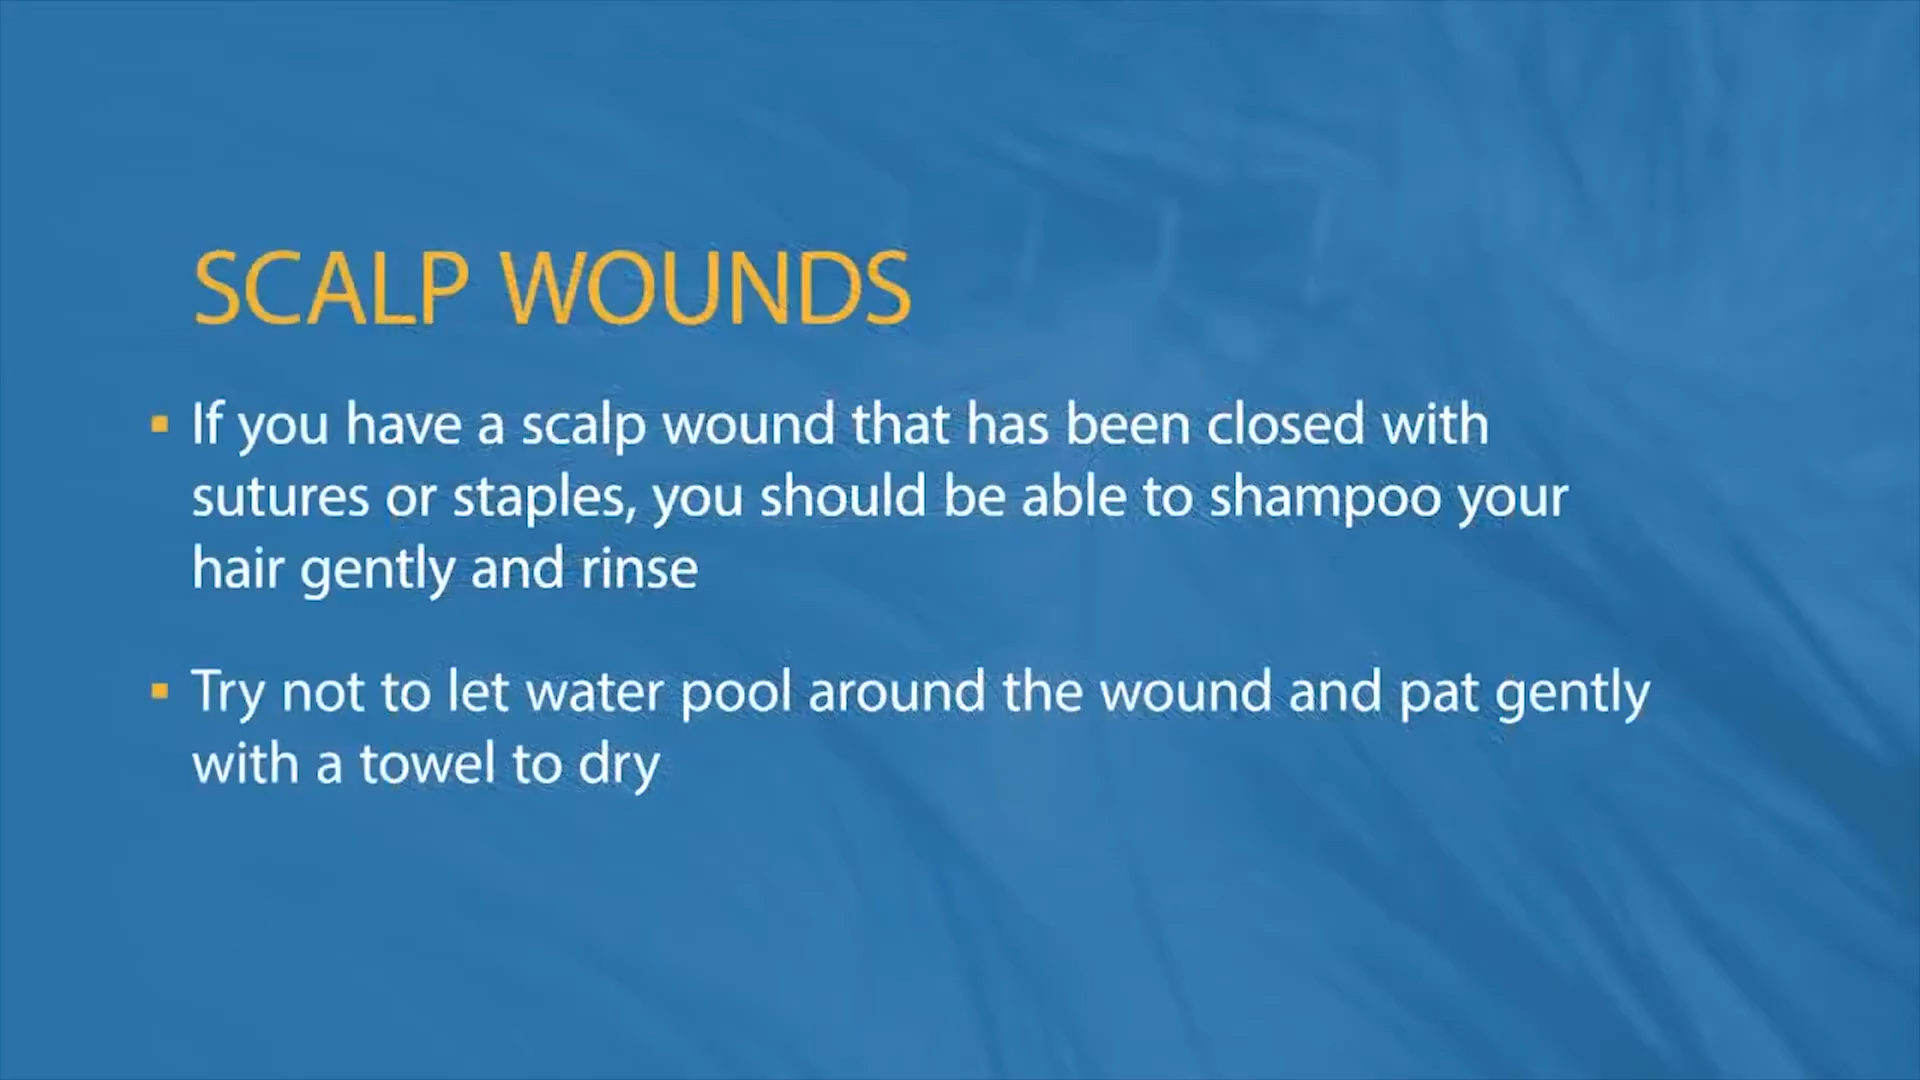 SCALP WOUNDS
▪ If you have a scalp wound that has been closed with
sutures or staples, you should be able to shampoo your
hair gently and rinse
▪ Try not to let water pool around the wound and pat gently
with a towel to dry